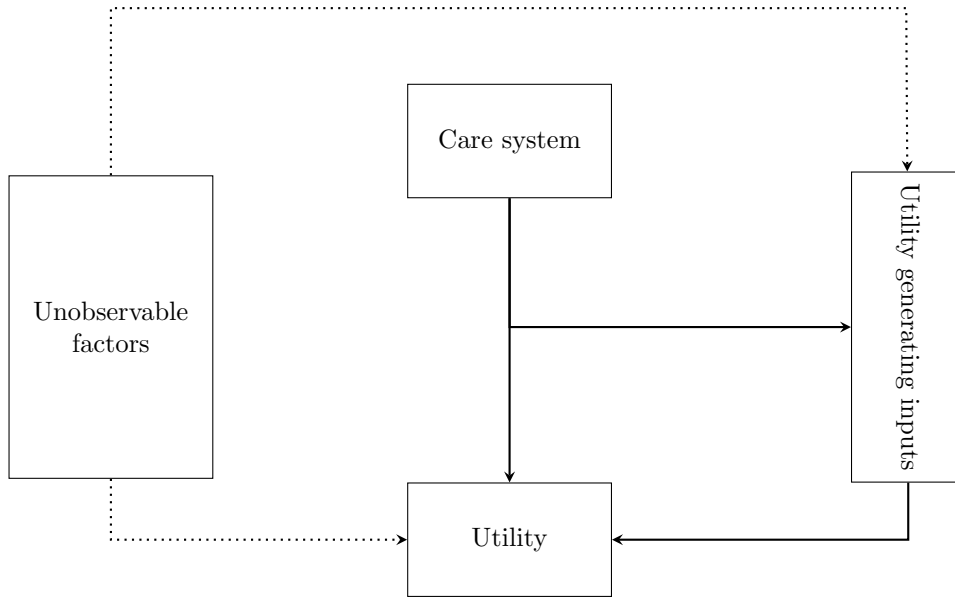 Care system
Unobservable
factors
Utility generating inputs
Utility